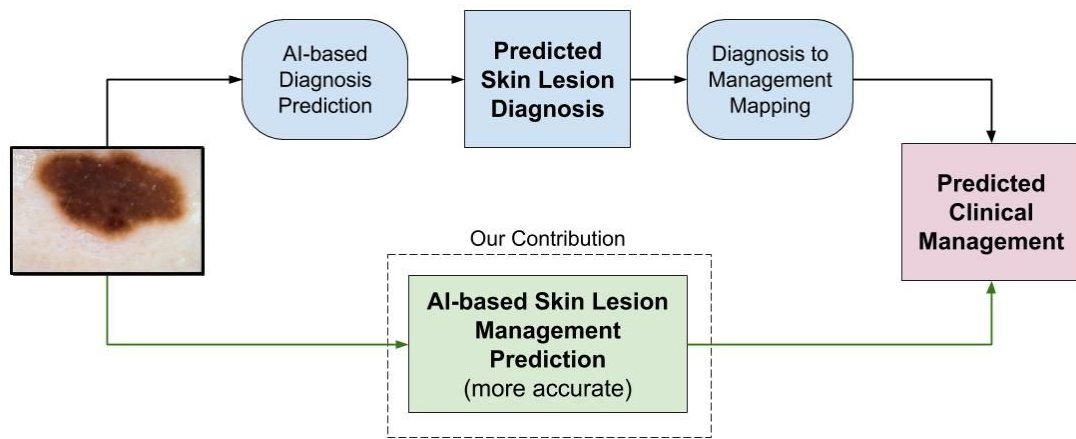 AI-based
Diagnosis
Prediction
Predicted
Skin Lesion
Diagnosis
Diagnosis to
Management
Mapping
Predicted
Clinical
Management
Our Contribution
AI-based Skin Lesion
Management
Prediction
(more accurate)